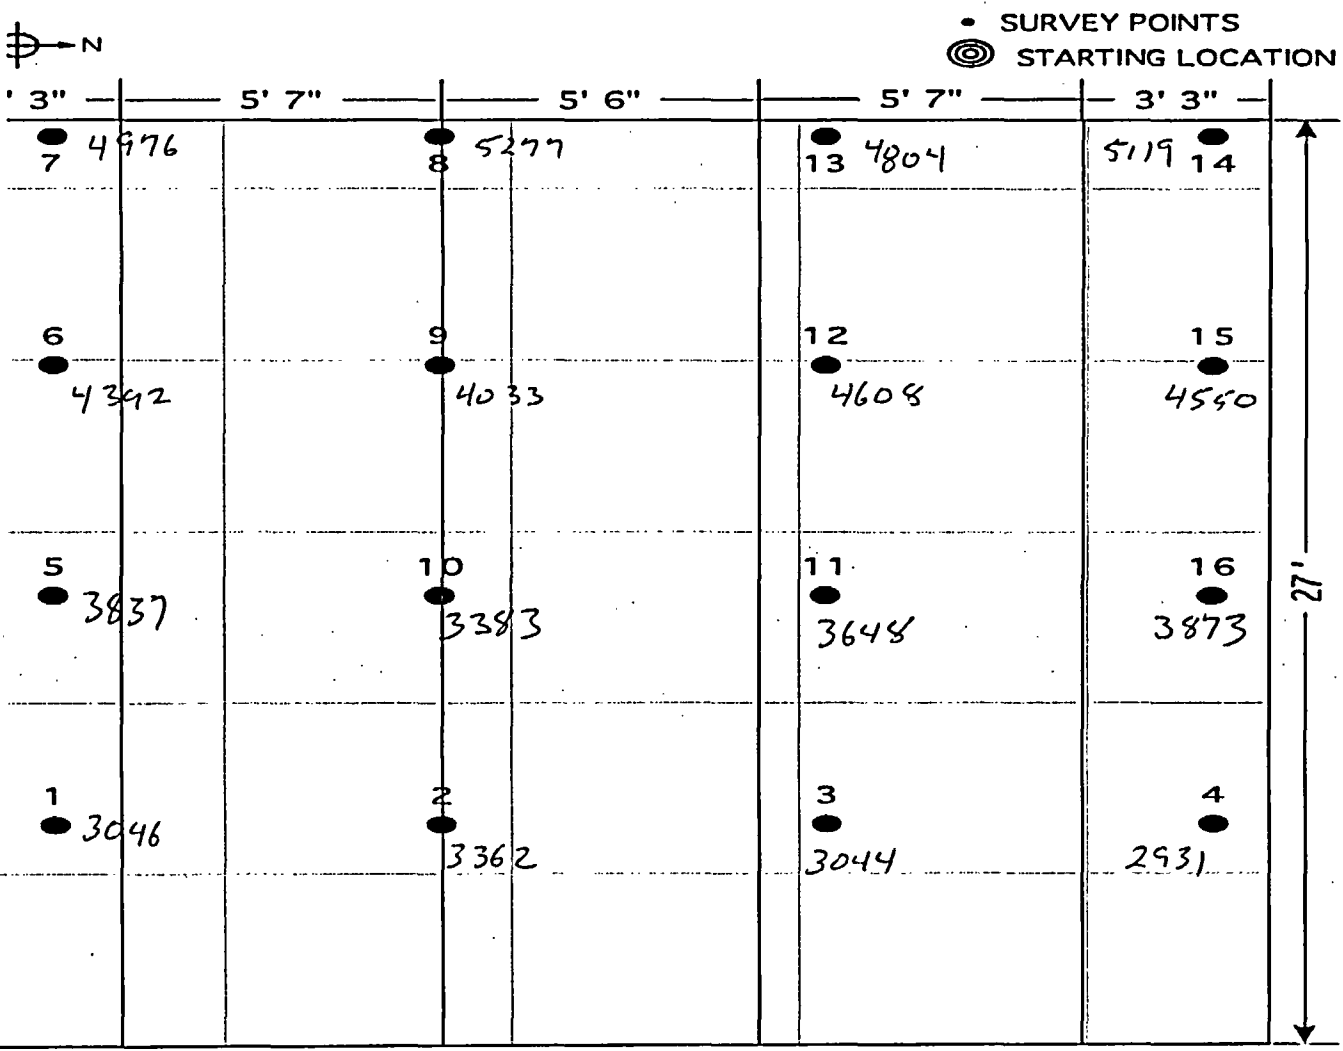 N
• SURVEY POINTS
STARTING LOCATION
' 3" 5' 7" 5' 6" 5' 7" 3' 3"
7 4976 8 5277 13 4804 5119 14
6 9 12 15
4392 4033 4608 4550
5 10 11 16
3837 3383 3648 3873
27'
1 2 3 4
3046 3362 3044 2931